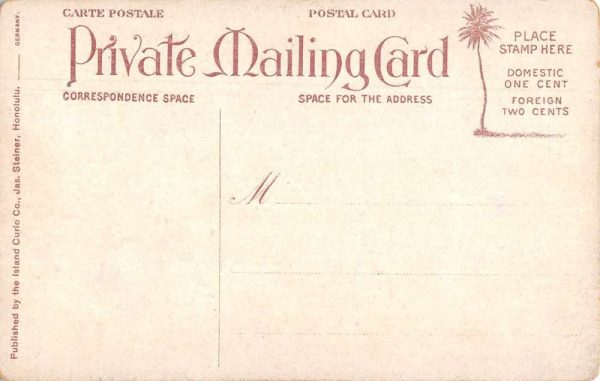 CARTE POSTALE
POSTAL CARD
Private Mailing Card
CORRESPONDENCE SPACE
SPACE FOR THE ADDRESS
PLACE
STAMP HERE
DOMESTIC
ONE CENT
FOREIGN
TWO CENTS
M
Published by the Island Curio Co., Jas. Steiner, Honolulu.
GERMANY.